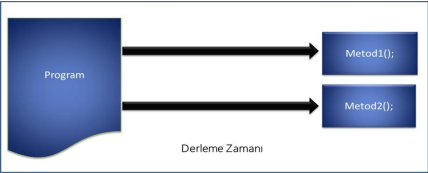 Program
Metod1();
Metod2();
Derleme Zamanı